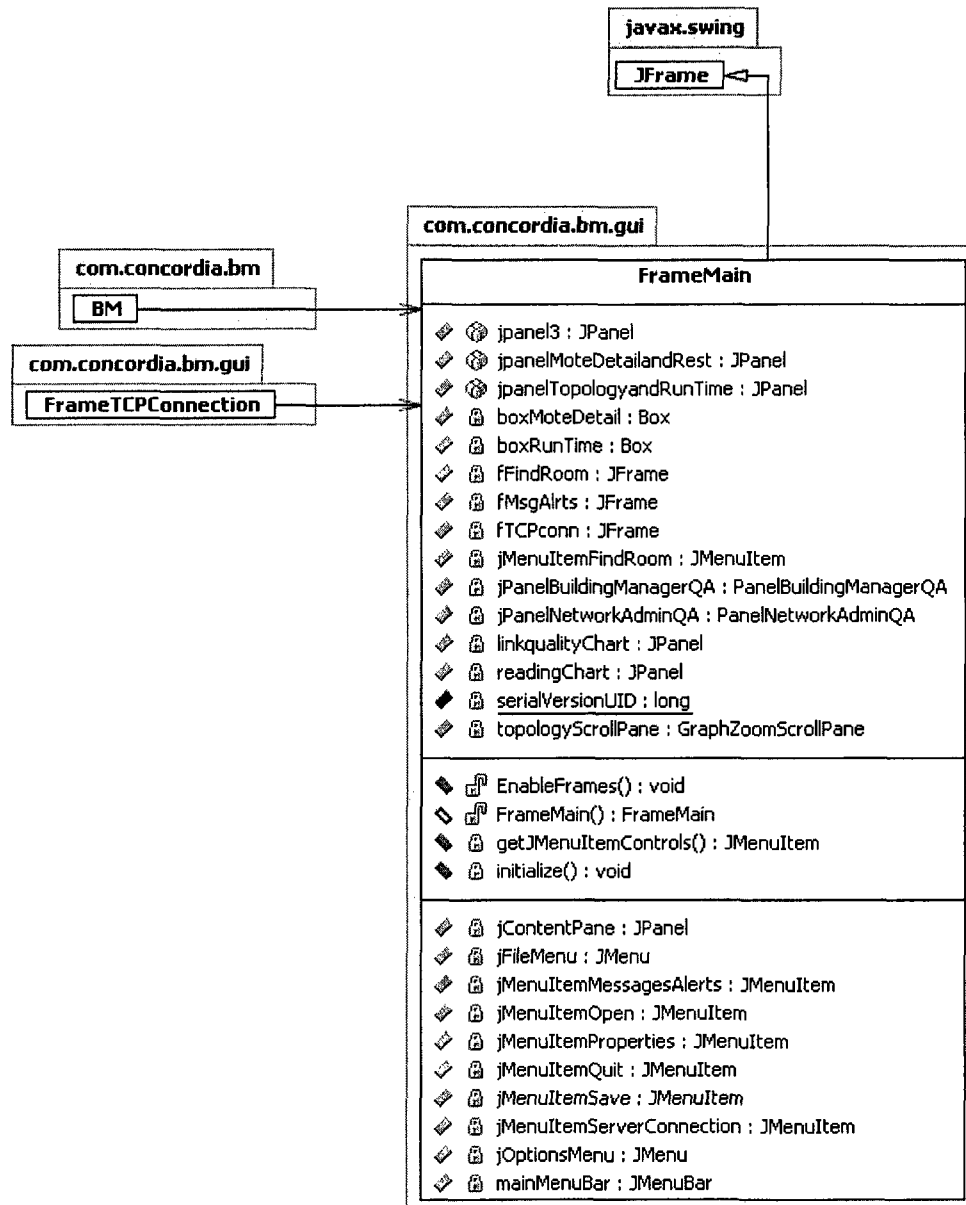 javax.swing
JFrame
com.concordia.bm.gui
com.concordia.bm
BM
com.concordia.bm.gui
FrameTCPConnection
FrameMain
jpanel3 : JPanel
jpanelMoteDetailandRest : JPanel
jpanelTopologyandRunTime : JPanel
boxMoteDetail : Box
boxRunTime : Box
fFindRoom : JFrame
fMsgAlrts : JFrame
fTCPconn : JFrame
jMenuItemFindRoom : JMenuItem
jPanelBuildingManagerQA : PanelBuildingManagerQA
jPanelNetworkAdminQA : PanelNetworkAdminQA
linkqualityChart : JPanel
readingChart : JPanel
serialVersionUID : long
topologyScrollPane : GraphZoomScrollPane
EnableFrames() : void
FrameMain() : FrameMain
getJMenuItemControls() : JMenuItem
initialize() : void
jContentPane : JPanel
jFileMenu : JMenu
jMenuItemMessagesAlerts : JMenuItem
jMenuItemOpen : JMenuItem
jMenuItemProperties : JMenuItem
jMenuItemQuit : JMenuItem
jMenuItemSave : JMenuItem
jMenuItemServerConnection : JMenuItem
jOptionsMenu : JMenu
mainMenuBar : JMenuBar